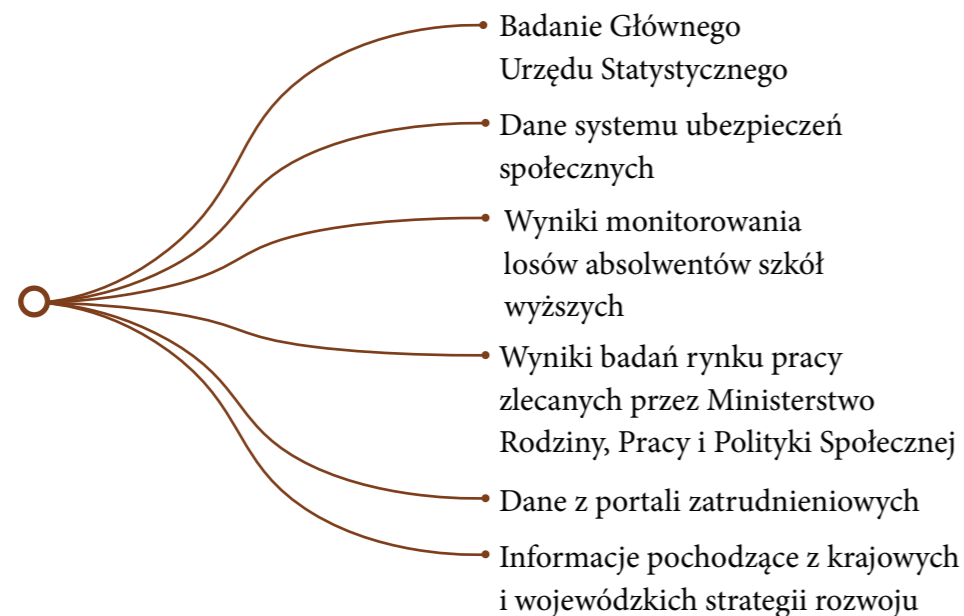 Badanie Głównego
Urzędu Statystycznego
Dane systemu ubezpieczeń
społecznych
Wyniki monitorowania
losów absolwentów szkół
wyższych
Wyniki badań rynku pracy
zlecanych przez Ministerstwo
Rodziny, Pracy i Polityki Społecznej
Dane z portali zatrudnieniowych
Informacje pochodzące z krajowych
i wojewódzkich strategii rozwoju